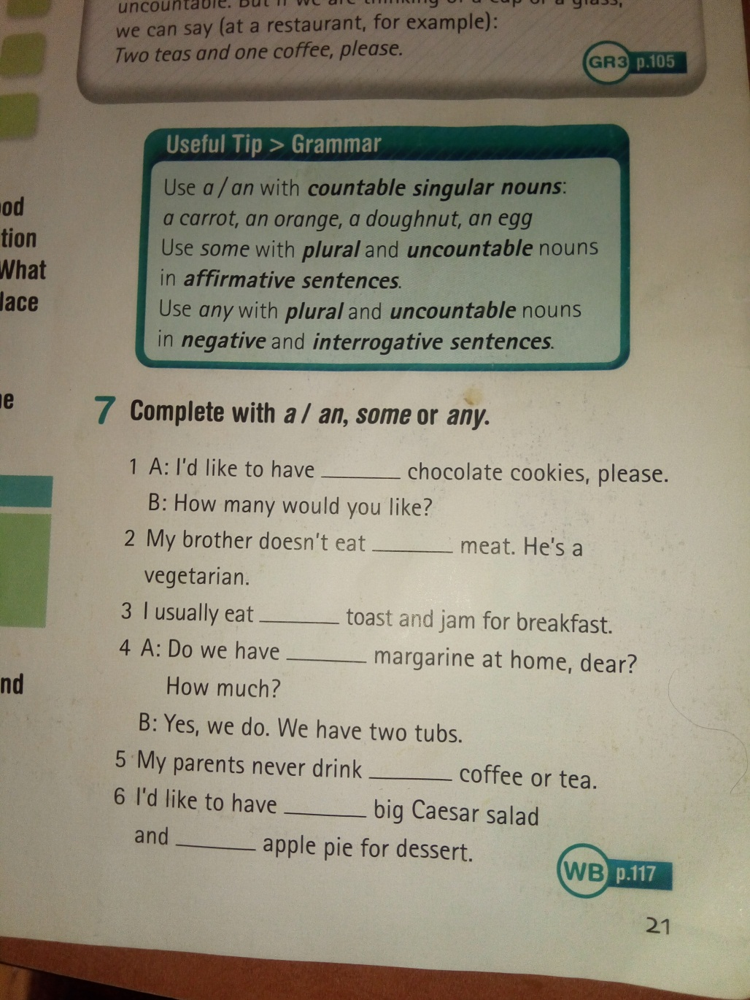 uncountable. But if we are thinking of a cup or a glass,
we can say (at a restaurant, for example):
Two teas and one coffee, please.
GR3 p.105
Useful Tip > Grammar
Use a / an with countable singular nouns:
a carrot, an orange, a doughnut, an egg
Use some with plural and uncountable nouns
in affirmative sentences.
Use any with plural and uncountable nouns
in negative and interrogative sentences.
od
tion
What
lace
e
nd
7 Complete with a / an, some or any.
1 A: I'd like to have ______ chocolate cookies, please.
B: How many would you like?
2 My brother doesn't eat ______ meat. He's a
vegetarian.
3 I usually eat ______ toast and jam for breakfast.
4 A: Do we have ______ margarine at home, dear?
How much?
B: Yes, we do. We have two tubs.
5 My parents never drink ______ coffee or tea.
6 I'd like to have ______ big Caesar salad
and ______ apple pie for dessert.
WB p.117
21